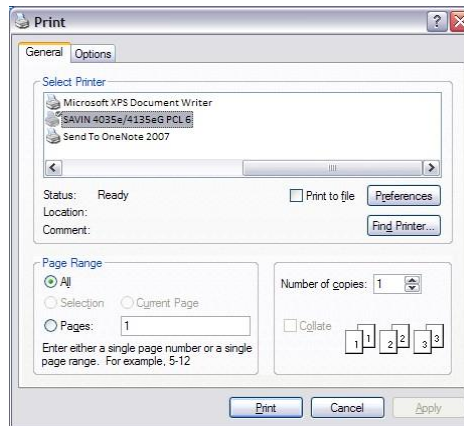 Print
General Options
Select Printer
Microsoft XPS Document Writer
SAVIN 4035e/4135eG PCL 6
Send To OneNote 2007
Status: Ready
Print to file
Preferences
Location:
Comment:
Find Printer...
Page Range
All
Selection Current Page
Pages: 1
Enter either a single page number or a single
page range. For example, 5-12
Number of copies: 1
Collate
1 1 2 2 3 3
Print Cancel Apply